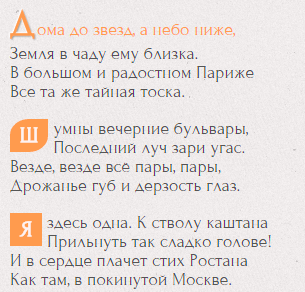 Дома до звезд, а небо ниже,
Земля в чаду ему близка.
В большом и радостном Париже
Все та же тайная тоска.
Шумны вечерние бульвары,
Последний луч зари угас.
Везде, везде всё пары, пары,
Дрожанье губ и дерзость глаз.
Я здесь одна. К стволу каштана
Прильнуть так сладко голове!
И в сердце плачет стих Ростана
Как там, в покинутой Москве.